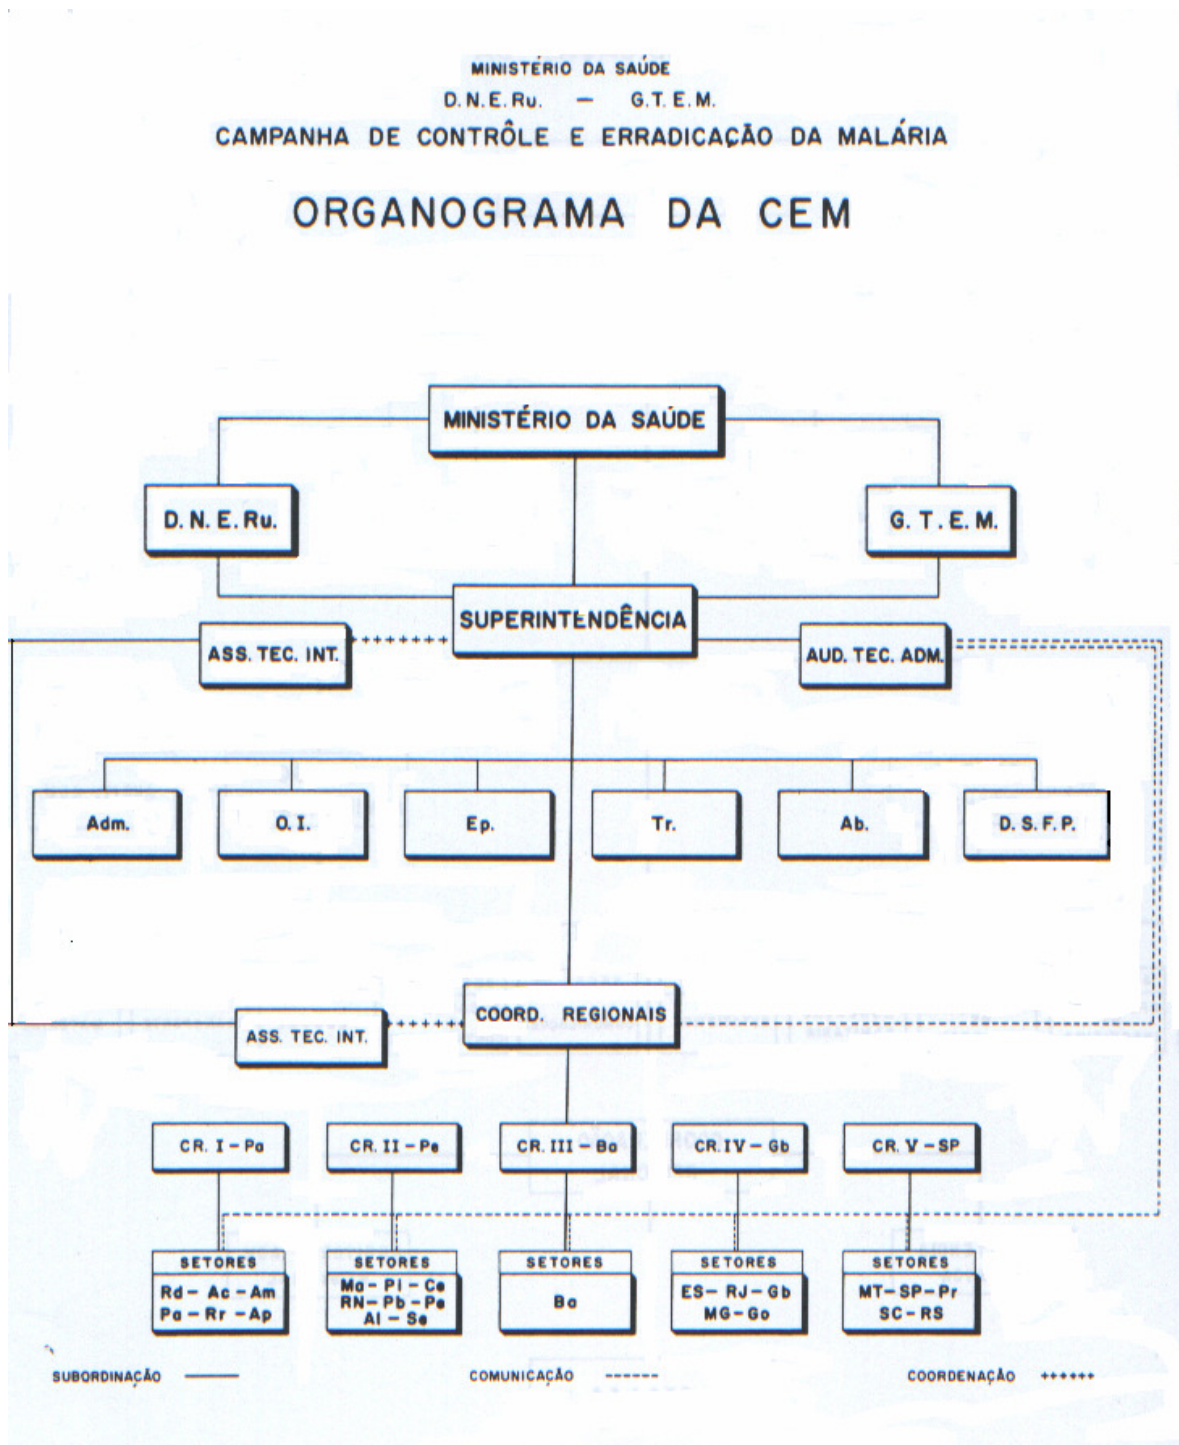 MINISTÉRIO DA SAÚDE
D.N.E.Ru. — G.T.E.M.
CAMPANHA DE CONTRÔLE E ERRADICAÇÃO DA MALÁRIA
ORGANOGRAMA DA CEM
MINISTÉRIO DA SAÚDE
D.N.E.Ru.
G.T.E.M.
SUPERINTENDÊNCIA
ASS. TEC. INT.
AUD. TEC. ADM.
Adm.
O.I.
Ep.
Tr.
Ab.
D.S.F.P.
COORD. REGIONAIS
ASS. TEC. INT.
CR. I - Pa
CR. II - Pe
CR. III - Ba
CR. IV - Gb
CR. V - SP
SETORES
Rd - Ac - Am
Pa - Rr - Ap
SETORES
Ma - Pi - Ce
RN - Pb - Pe
Al - Se
SETORES
Ba
SETORES
ES - RJ - Gb
MG - Go
SETORES
MT - SP - Pr
SC - RS
SUBORDINAÇÃO
COMUNICAÇÃO
COORDENAÇÃO